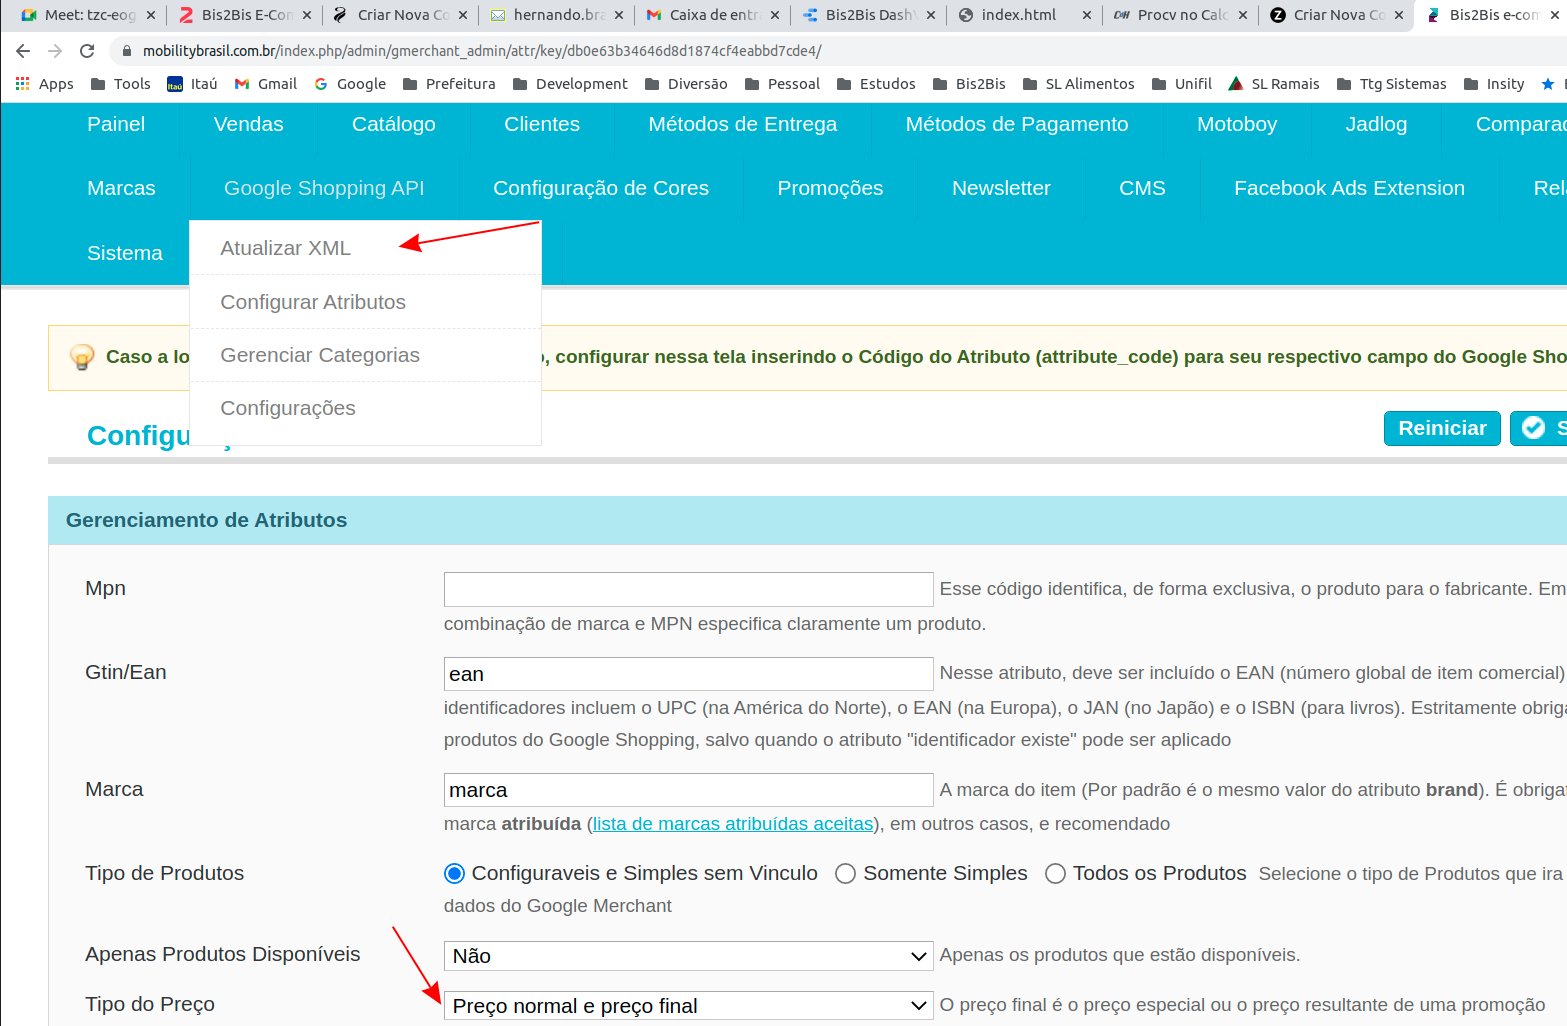 Meet: tzc-eog
Bis2Bis E-Con
Criar Nova Co
hernando.bra
Caixa de entra
Bis2Bis DashV
index.html
Procv no Calc
Criar Nova Co
Bis2Bis e-com
mobilitybrasil.com.br/index.php/admin/gmerchant_admin/attr/key/db0e63b34646d8d1874cf4eabbd7cde4/
Apps Tools Itaú Gmail Google Prefeitura Development Diversão Pessoal Estudos Bis2Bis SL Alimentos Unifil SL Ramais Ttg Sistemas Insity
Painel Vendas Catálogo Clientes Métodos de Entrega Métodos de Pagamento Motoboy Jadlog Comparad
Marcas Google Shopping API Configuração de Cores Promoções Newsletter CMS Facebook Ads Extension Rela
Sistema
Atualizar XML
Configurar Atributos
Gerenciar Categorias
Configurações
Caso a lo , configurar nessa tela inserindo o Código do Atributo (attribute_code) para seu respectivo campo do Google Sho
Configu
Reiniciar S
Gerenciamento de Atributos
Mpn
Esse código identifica, de forma exclusiva, o produto para o fabricante. Em
combinação de marca e MPN especifica claramente um produto.
Gtin/Ean ean Nesse atributo, deve ser incluído o EAN (número global de item comercial)
identificadores incluem o UPC (na América do Norte), o EAN (na Europa), o JAN (no Japão) e o ISBN (para livros). Estritamente obriga
produtos do Google Shopping, salvo quando o atributo "identificador existe" pode ser aplicado
Marca marca A marca do item (Por padrão é o mesmo valor do atributo brand). É obrigat
marca atribuída (lista de marcas atribuídas aceitas), em outros casos, e recomendado
Tipo de Produtos Configuraveis e Simples sem Vinculo Somente Simples Todos os Produtos Selecione o tipo de Produtos que ira
dados do Google Merchant
Apenas Produtos Disponíveis Não Apenas os produtos que estão disponíveis.
Tipo do Preço Preço normal e preço final O preço final é o preço especial ou o preço resultante de uma promoção